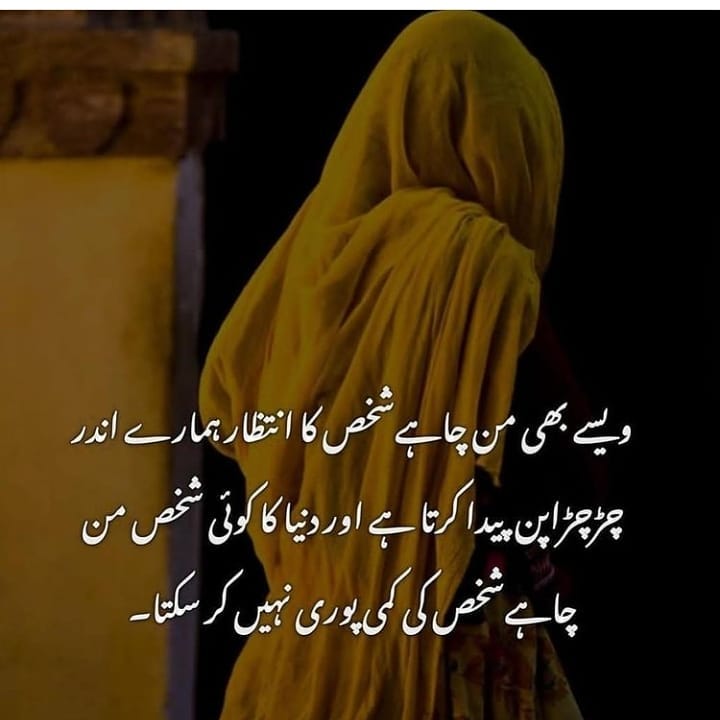 ویسے بھی من چاہے شخص کا انتظار ہمارے اندر
چڑچڑاپن پیدا کرتا ہے اور دنیا کا کوئی شخص من
چاہے شخص کی کمی پوری نہیں کر سکتا۔